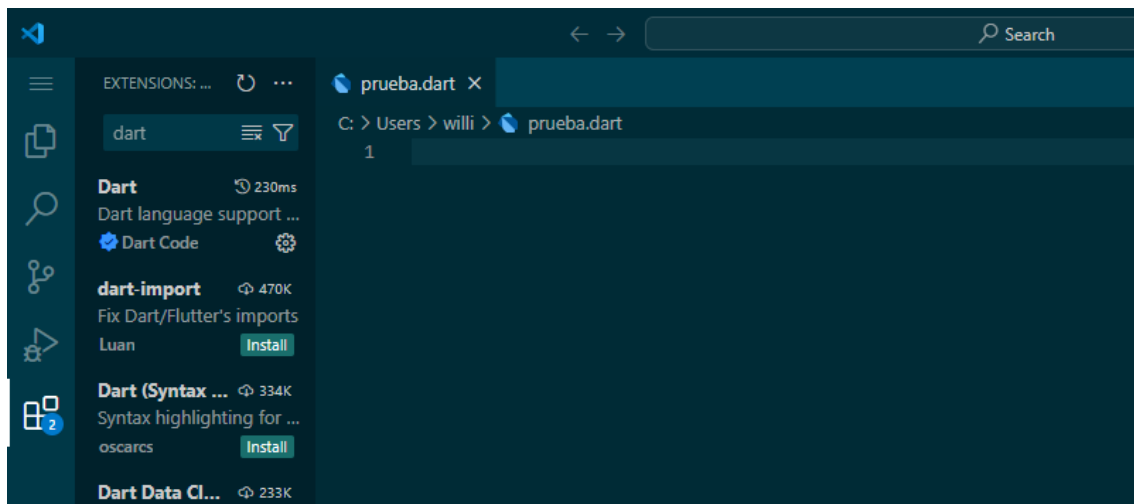 Search
EXTENSIONS: ...
dart
Dart 230ms
Dart language support ...
Dart Code
dart-import 470K
Fix Dart/Flutter's imports
Luan Install
Dart (Syntax ... 334K
Syntax highlighting for ...
oscarcs Install
Dart Data Cl... 233K
2
prueba.dart
C: > Users > willi > prueba.dart
1